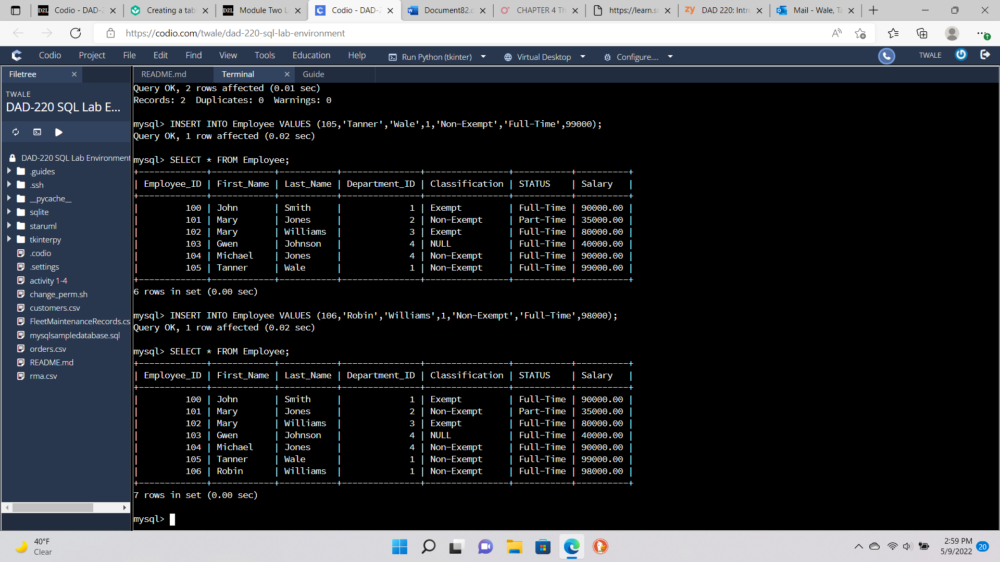 D2L Codio - DAD-2
Creating a tab
D2L Module Two L
Codio - DAD-2
Document82.d
CHAPTER 4 Th
https://learn.s
zy DAD 220: Intro
Mail - Wale, Ta
https://codio.com/twale/dad-220-sql-lab-environment
Codio Project File Edit Find View Tools Education Help Run Python (tkinter) Virtual Desktop Configure.... TWALE
Filetree
README.md Terminal Guide
TWALE
DAD-220 SQL Lab E...
DAD-220 SQL Lab Environment
.guides
.ssh
__pycache__
sqlite
staruml
tkinterpy
.codio
.settings
activity 1-4
change_perm.sh
customers.csv
FleetMaintenanceRecords.cs
mysqlsampledatabase.sql
orders.csv
README.md
rma.csv
Query OK, 2 rows affected (0.01 sec)
Records: 2  Duplicates: 0  Warnings: 0
mysql> INSERT INTO Employee VALUES (105,'Tanner','Wale',1,'Non-Exempt','Full-Time',99000);
Query OK, 1 row affected (0.02 sec)
mysql> SELECT * FROM Employee;
+-------------+------------+-----------+---------------+----------------+-----------+----------+
| Employee_ID | First_Name | Last_Name | Department_ID | Classification | STATUS    | Salary   |
+-------------+------------+-----------+---------------+----------------+-----------+----------+
|         100 | John       | Smith     |             1 | Exempt         | Full-Time | 90000.00 |
|         101 | Mary       | Jones     |             2 | Non-Exempt     | Part-Time | 35000.00 |
|         102 | Mary       | Williams  |             3 | Exempt         | Full-Time | 80000.00 |
|         103 | Gwen       | Johnson   |             4 | NULL           | Full-Time | 40000.00 |
|         104 | Michael    | Jones     |             4 | Non-Exempt     | Full-Time | 90000.00 |
|         105 | Tanner     | Wale      |             1 | Non-Exempt     | Full-Time | 99000.00 |
+-------------+------------+-----------+---------------+----------------+-----------+----------+
6 rows in set (0.00 sec)
mysql> INSERT INTO Employee VALUES (106,'Robin','Williams',1,'Non-Exempt','Full-Time',98000);
Query OK, 1 row affected (0.02 sec)
mysql> SELECT * FROM Employee;
+-------------+------------+-----------+---------------+----------------+-----------+----------+
| Employee_ID | First_Name | Last_Name | Department_ID | Classification | STATUS    | Salary   |
+-------------+------------+-----------+---------------+----------------+-----------+----------+
|         100 | John       | Smith     |             1 | Exempt         | Full-Time | 90000.00 |
|         101 | Mary       | Jones     |             2 | Non-Exempt     | Part-Time | 35000.00 |
|         102 | Mary       | Williams  |             3 | Exempt         | Full-Time | 80000.00 |
|         103 | Gwen       | Johnson   |             4 | NULL           | Full-Time | 40000.00 |
|         104 | Michael    | Jones     |             4 | Non-Exempt     | Full-Time | 90000.00 |
|         105 | Tanner     | Wale      |             1 | Non-Exempt     | Full-Time | 99000.00 |
|         106 | Robin      | Williams  |             1 | Non-Exempt     | Full-Time | 98000.00 |
+-------------+------------+-----------+---------------+----------------+-----------+----------+
7 rows in set (0.00 sec)
mysql>
40°F
Clear
2:59 PM
5/9/2022
20